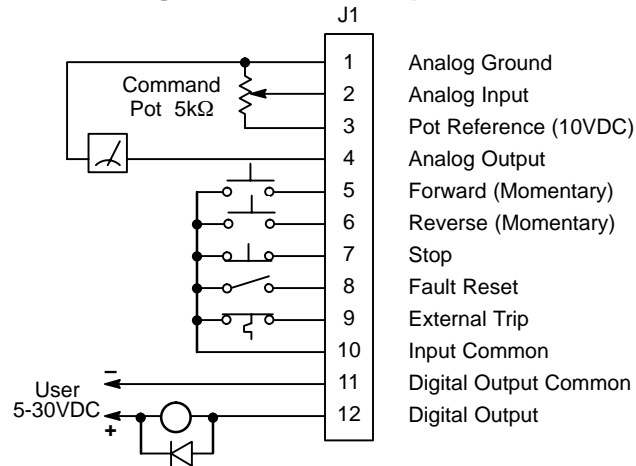 J1
1 Analog Ground
Command
Pot 5kΩ
2 Analog Input
3 Pot Reference (10VDC)
4 Analog Output
5 Forward (Momentary)
6 Reverse (Momentary)
7 Stop
8 Fault Reset
9 External Trip
10 Input Common
−
11 Digital Output Common
User
5-30VDC
12 Digital Output
+